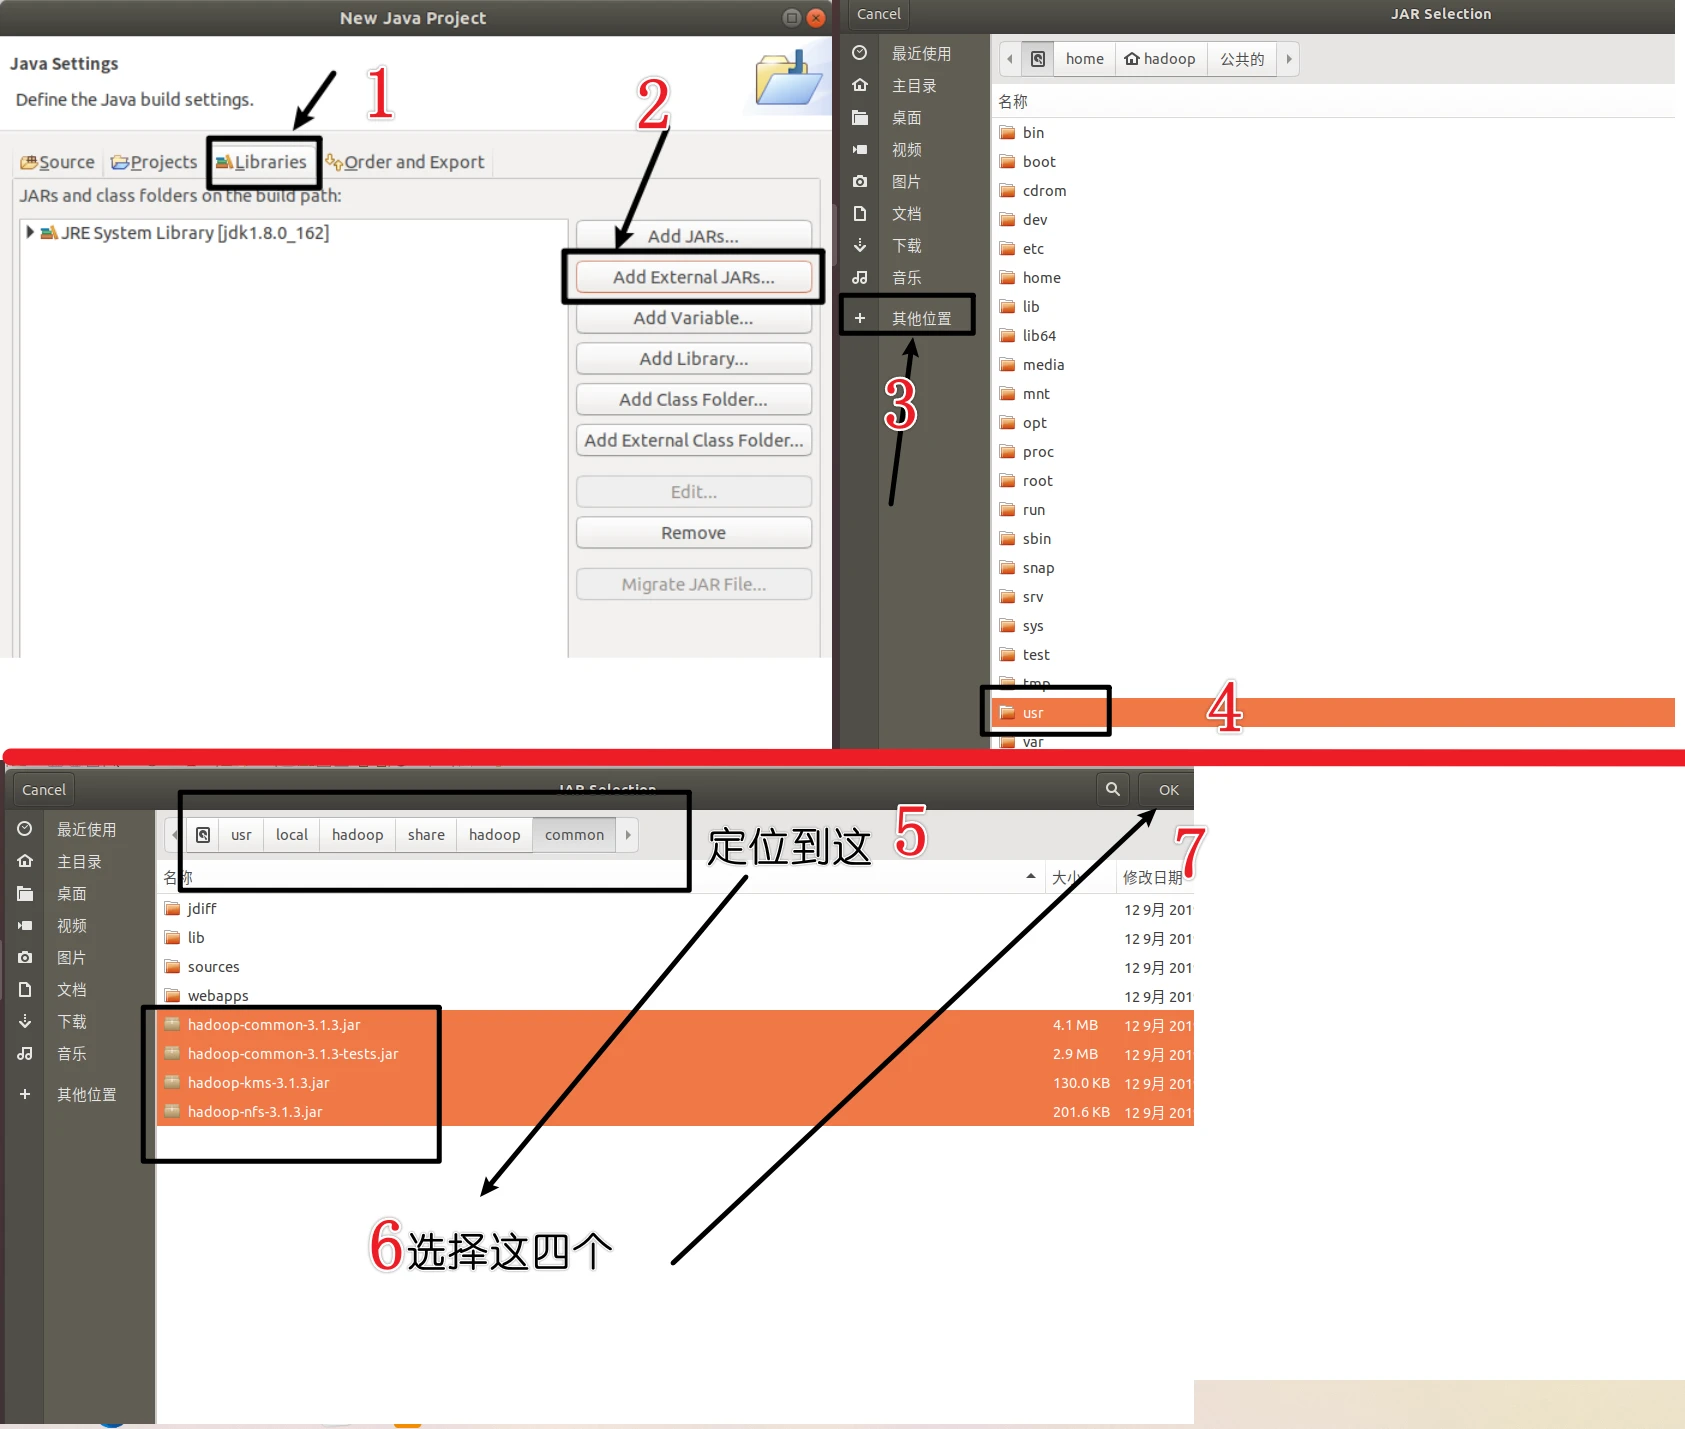 New Java Project
Java Settings
Define the Java build settings.
1
2
Source
Projects
Libraries
Order and Export
JARs and class folders on the build path:
JRE System Library [jdk1.8.0_162]
Add JARs...
Add External JARs...
Add Variable...
Add Library...
Add Class Folder...
Add External Class Folder...
Edit...
Remove
Migrate JAR File...
Cancel
JAR Selection
最近使用
主目录
桌面
视频
图片
文档
下载
音乐
其他位置
3
home
hadoop
公共的
名称
bin
boot
cdrom
dev
etc
home
lib
lib64
media
mnt
opt
proc
root
run
sbin
snap
srv
sys
test
tmp
usr
4
var
Cancel
JAR Selection
OK
最近使用
主目录
桌面
视频
图片
文档
下载
音乐
其他位置
usr
local
hadoop
share
hadoop
common
定位到这
5
7
名称
大小
修改日期
jdiff
12 9月 201
lib
12 9月 201
sources
12 9月 201
webapps
12 9月 201
hadoop-common-3.1.3.jar
4.1 MB
12 9月 201
hadoop-common-3.1.3-tests.jar
2.9 MB
12 9月 201
hadoop-kms-3.1.3.jar
130.0 KB
12 9月 201
hadoop-nfs-3.1.3.jar
201.6 KB
12 9月 201
6选择这四个